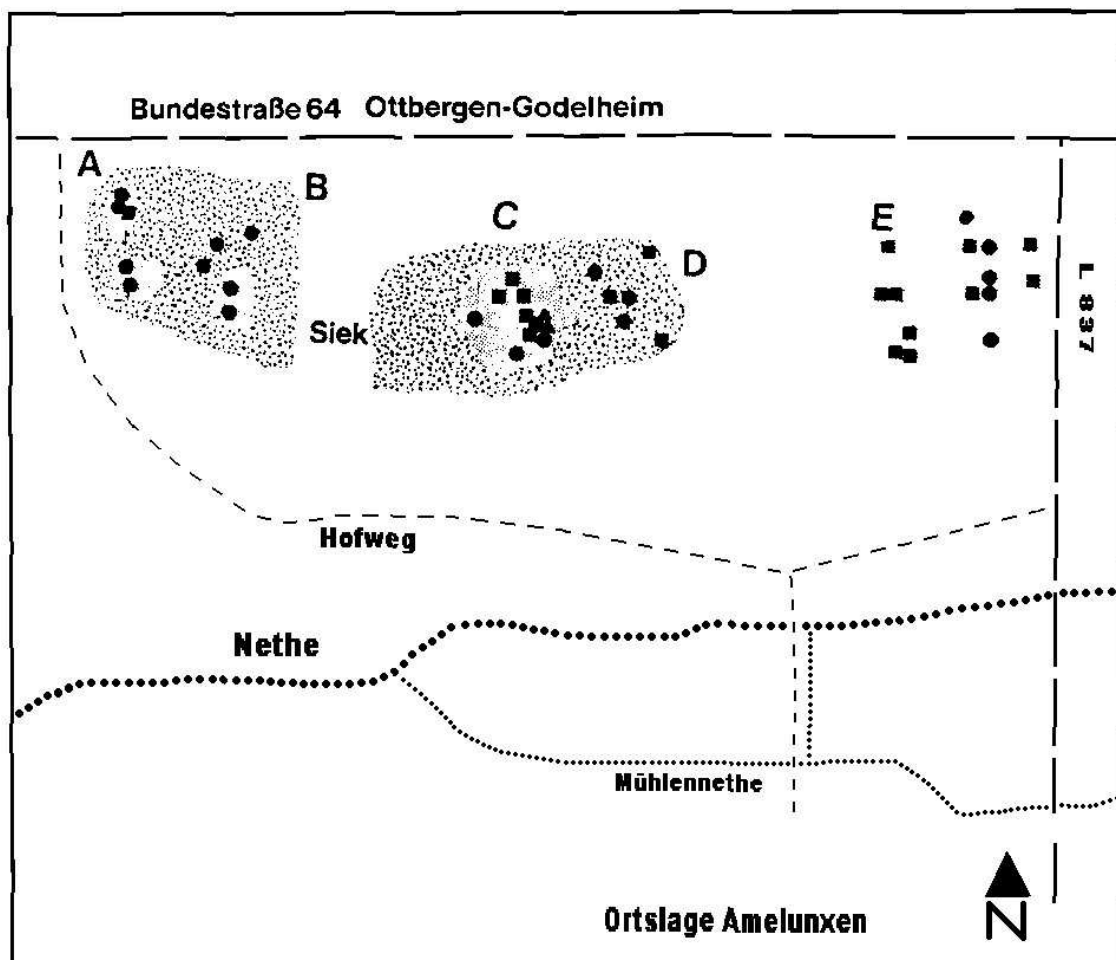 Bundestraße 64 Ottbergen-Godelheim
A
B
C
D
E
Siek
L 837
Hofweg
Nethe
Mühlennethe
Ortslage Amelunxen
N